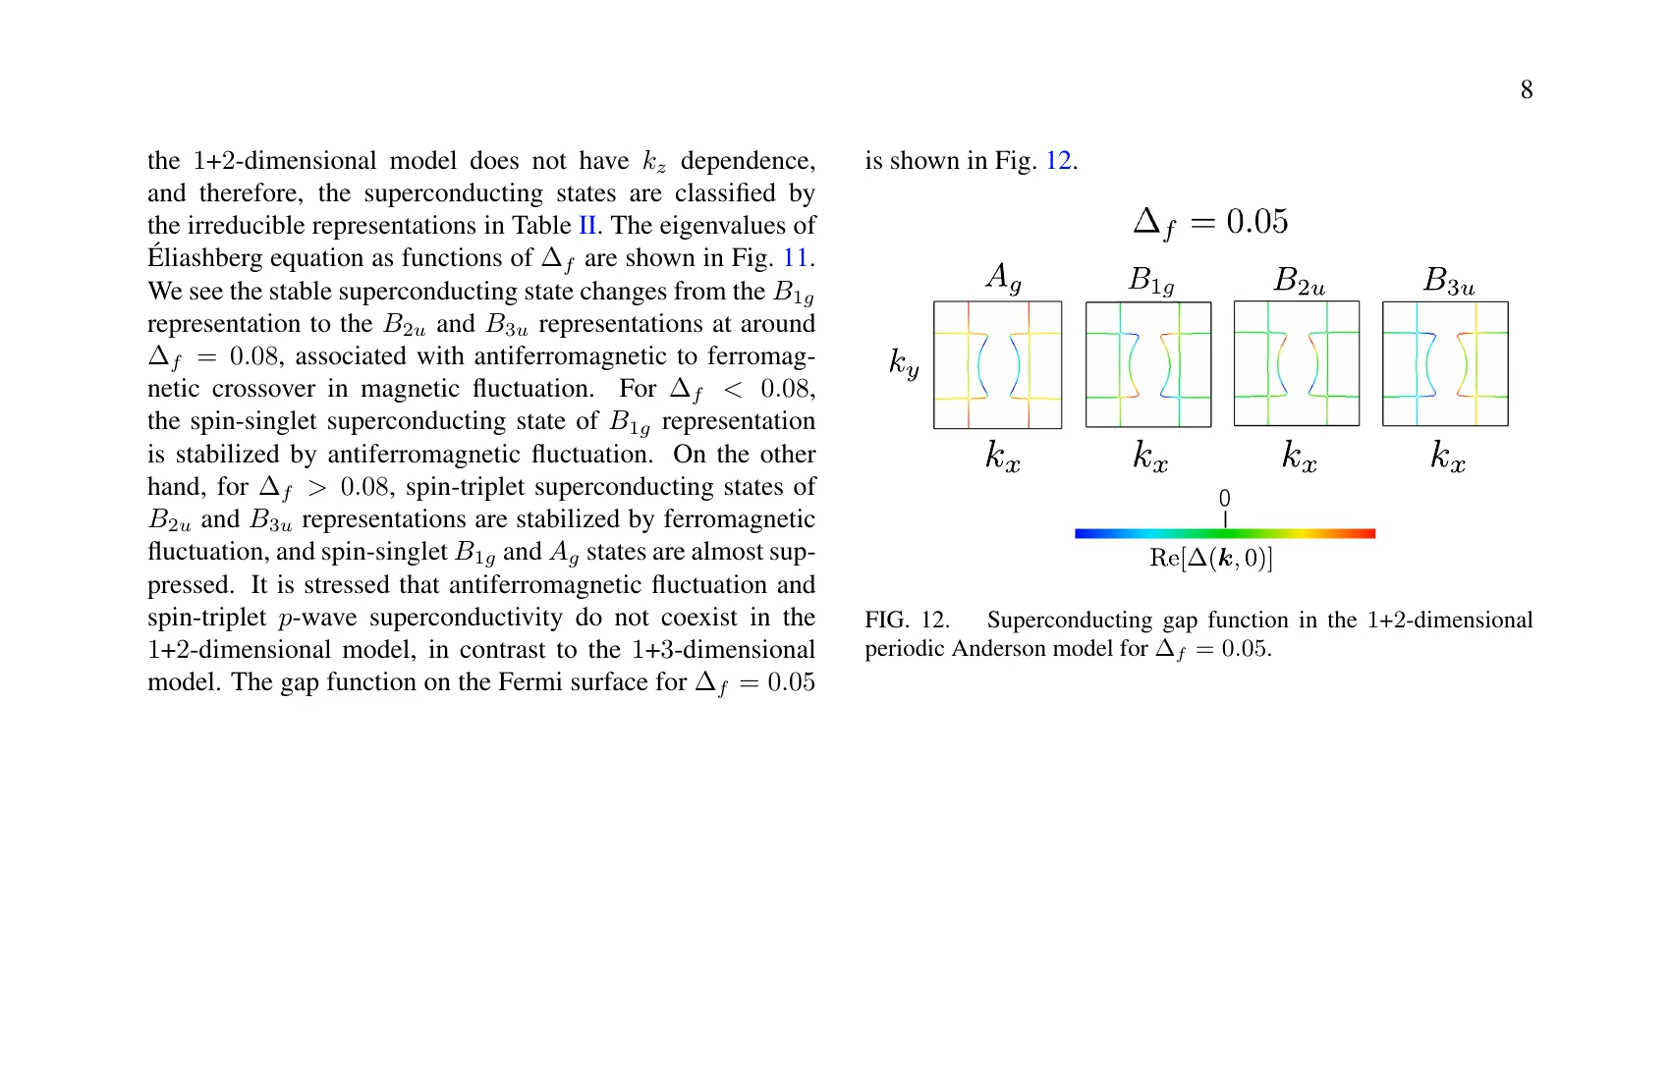 8
the 1+2-dimensional model does not have k_z dependence,
and therefore, the superconducting states are classified by
the irreducible representations in Table II. The eigenvalues of
Éliashberg equation as functions of Δ_f are shown in Fig. 11.
We see the stable superconducting state changes from the B_{1g}
representation to the B_{2u} and B_{3u} representations at around
Δ_f = 0.08, associated with antiferromagnetic to ferromag-
netic crossover in magnetic fluctuation. For Δ_f < 0.08,
the spin-singlet superconducting state of B_{1g} representation
is stabilized by antiferromagnetic fluctuation. On the other
hand, for Δ_f > 0.08, spin-triplet superconducting states of
B_{2u} and B_{3u} representations are stabilized by ferromagnetic
fluctuation, and spin-singlet B_{1g} and A_g states are almost sup-
pressed. It is stressed that antiferromagnetic fluctuation and
spin-triplet p-wave superconductivity do not coexist in the
1+2-dimensional model, in contrast to the 1+3-dimensional
model. The gap function on the Fermi surface for Δ_f = 0.05
is shown in Fig. 12.
Δ_f = 0.05
A_g B_{1g} B_{2u} B_{3u}
k_y
k_x k_x k_x k_x
0
Re[Δ(k, 0)]
FIG. 12. Superconducting gap function in the 1+2-dimensional
periodic Anderson model for Δ_f = 0.05.